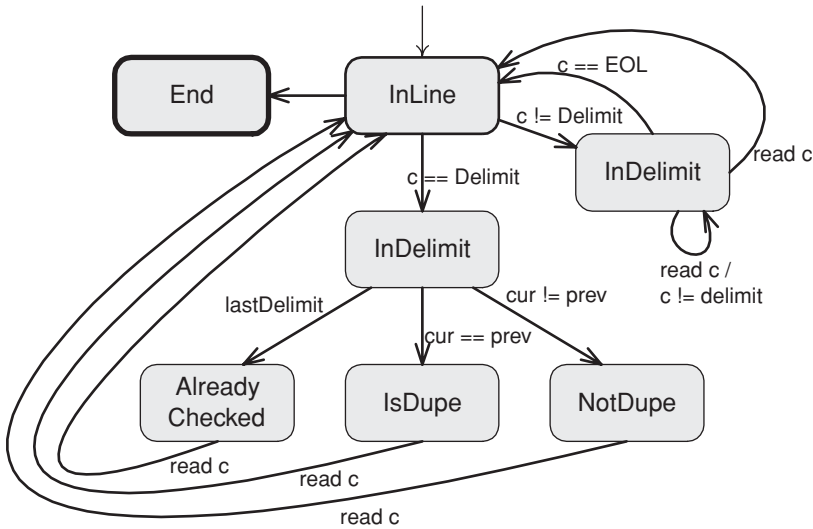 End
InLine
c == EOL
c != Delimit
InDelimit
read c
c == Delimit
read c /
c != delimit
InDelimit
lastDelimit
cur != prev
cur == prev
Already
Checked
IsDupe
NotDupe
read c
read c
read c